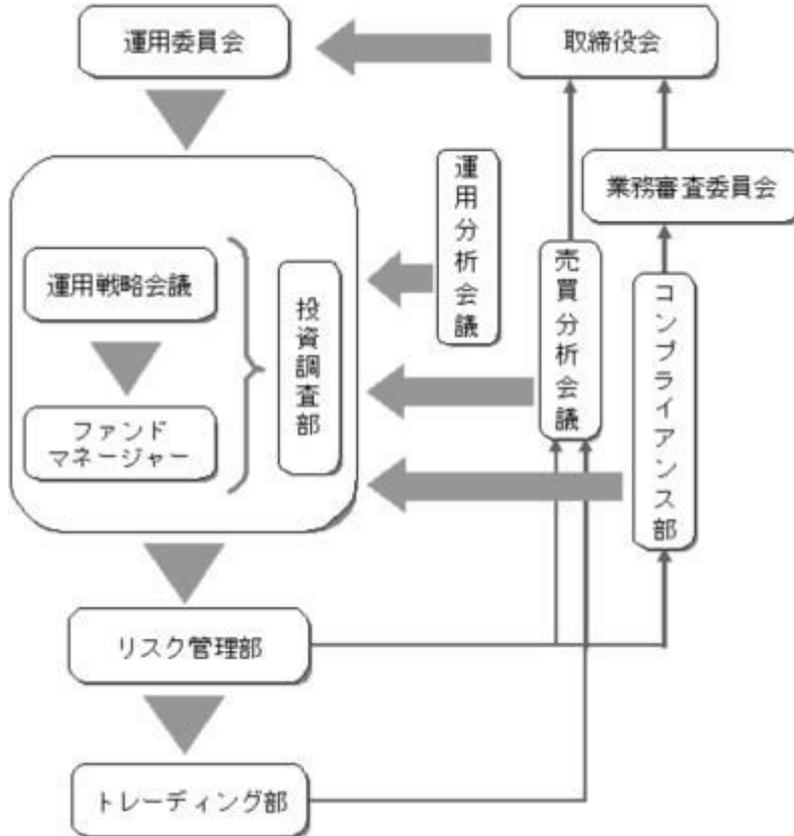 運用委員会
取締役会
運用分析会議
業務審査委員会
売買分析会議
運用戦略会議
投資調査部
コンプライアンス部
ファンド
マネージャー
リスク管理部
トレーディング部